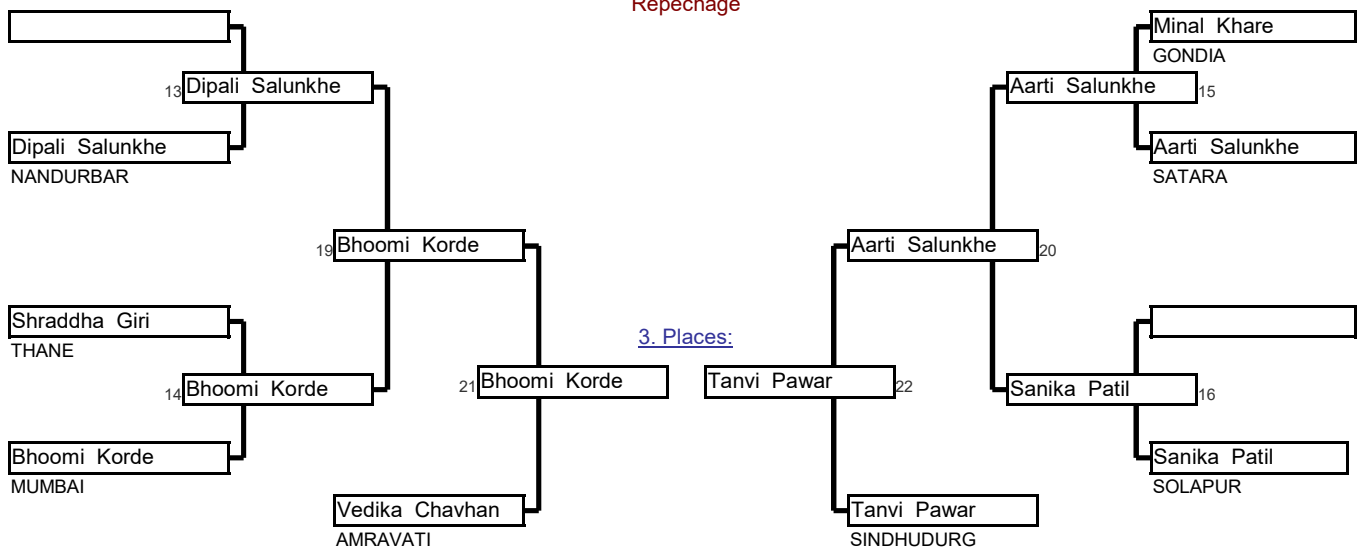 Repechage
Minal Khare
GONDIA
13 Dipali Salunkhe
Aarti Salunkhe 15
Dipali Salunkhe
NANDURBAR
Aarti Salunkhe
SATARA
19 Bhoomi Korde
Aarti Salunkhe 20
Shraddha Giri
THANE
3. Places:
14 Bhoomi Korde
21 Bhoomi Korde
Tanvi Pawar 22
Sanika Patil 16
Bhoomi Korde
MUMBAI
Sanika Patil
SOLAPUR
Vedika Chavhan
AMRAVATI
Tanvi Pawar
SINDHUDURG